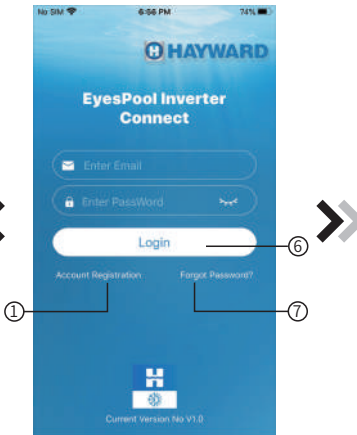 No SIM 6:56 PM 74%
H HAYWARD
EyesPool Inverter
Connect
Enter Email
Enter PassWord
Login
⑥
Account Registration Forgot Password?
① ⑦
H
Current Version No V1.0